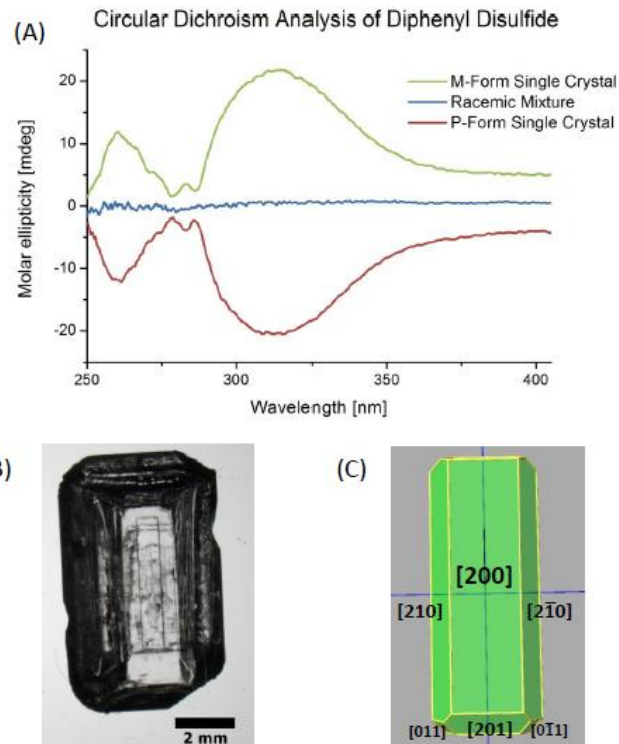 (A)
Circular Dichroism Analysis of Diphenyl Disulfide
Molar ellipticity [mdeg]
20
10
0
-10
-20
250
300
350
400
Wavelength [nm]
M-Form Single Crystal
Racemic Mixture
P-Form Single Crystal
)
2 mm
(C)
[200]
[210]
[21̅0]
[011]
[201]
[01̅1]